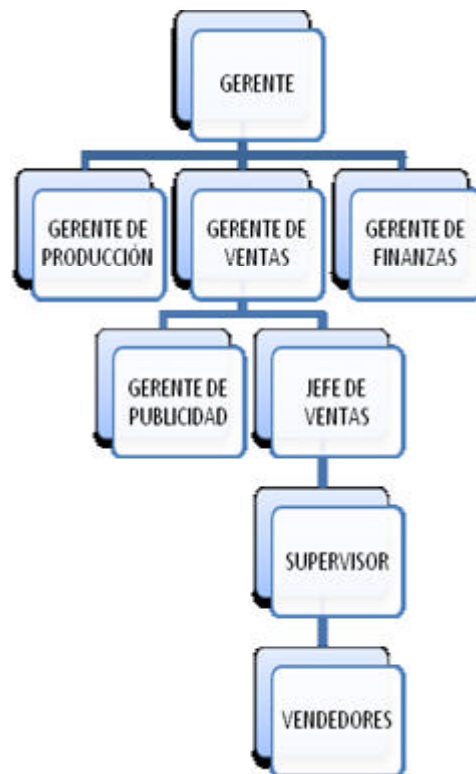 GERENTE
GERENTE DE
PRODUCCIÓN
GERENTE DE
VENTAS
GERENTE DE
FINANZAS
GERENTE DE
PUBLICIDAD
JEFE DE
VENTAS
SUPERVISOR
VENDEDORES